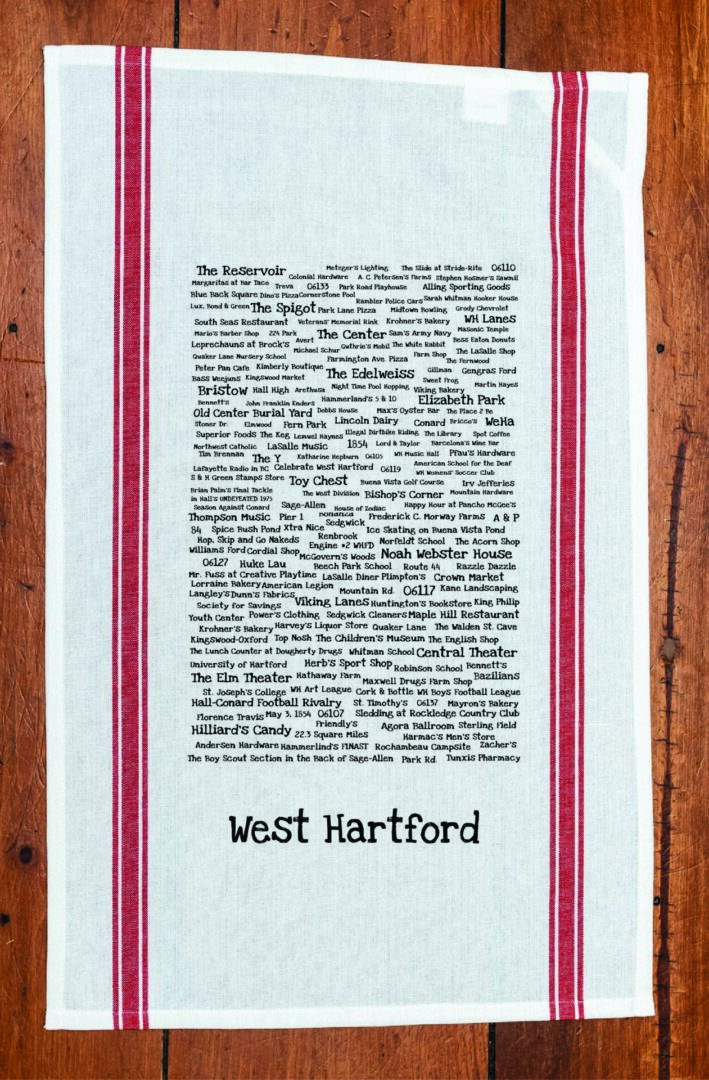 The Reservoir Metzger's Lighting The Slide at Stride-Rite 06110
Colonial Hardware A. C. Petersen's Farms Stephen Hosmer's Sawmill
Margaritas at Bar Taco Treva 06133 Park Road Playhouse Alling Sporting Goods
Blue Back Square Dino's Pizza Cornerstone Pool Rambler Police Cars Sarah Whitman Hooker House
Lux, Bond & Green The Spigot Park Lane Pizza Midtown Bowling Grody Chevrolet
South Seas Restaurant Veterans' Memorial Rink Krohner's Bakery WH Lanes
Mario's Barber Shop 224 Park The Center Sam's Army Navy Masonic Temple
Leprechauns at Brock's Avert Guthrie's Mobil The White Rabbit Bess Eaton Donuts
Quaker Lane Nursery School Michael Schur Farmington Ave. Pizza Farm Shop The LaSalle Shop
The Fernwood
Peter Pan Cafe Kimberly Boutique The Edelweiss Gillman Gengras Ford
Bass Weejuns Kingswood Market Sweet Frog
Bristow Hall High Arethusa Night Time Pool Hopping Viking Bakery Martin Hayes
Bennett's John Franklin Enders Hammerland's 5 & 10 Elizabeth Park
Old Center Burial Yard Dobbs House Max's Oyster Bar The Place 2 Be
Stoner Dr. Elmwood Fern Park Lincoln Dairy Conard Bricco's WeHa
Superior Foods The Keg Lemuel Haynes Illegal Dirtbike Riding The Library Spot Coffee
Northwest Catholic LaSalle Music 1854 Lord & Taylor Barcelona's Wine Bar
Tim Brennan The Y Katharine Hepburn 06105 WH Music Hall Pfau's Hardware
Lafayette Radio in BC Celebrate West Hartford 06119 American School for the Deaf
WH Womens' Soccer Club
S & H Green Stamps Store Toy Chest Buena Vista Golf Course Irv Jefferies
Brian Palm's Final Tackle The West Division Bishop's Corner Mountain Hardware
in Hall's UNDEFEATED 1975
Season Against Conard Sage-Allen House of Zodiac Happy Hour at Pancho McGee's
Thompson Music Pier 1 Bonanza Frederick C. Morway Farms A & P
84 Spice Bush Pond Xtra Nice Sedgwick Ice Skating on Buena Vista Pond
Hop, Skip and Go Nakeds Renbrook Norfeldt School The Acorn Shop
Williams Ford Cordial Shop Engine #2 WHFD
McGovern's Woods Noah Webster House
06127 Huke Lau Beech Park School Route 44 Razzle Dazzle
Mr. Fuss at Creative Playtime LaSalle Diner Plimpton's Crown Market
Lorraine Bakery American Legion Mountain Rd. 06117 Kane Landscaping
Langley's Dunn's Fabrics
Society for Savings Viking Lanes Huntington's Bookstore King Philip
Youth Center Power's Clothing Sedgwick Cleaners Maple Hill Restaurant
Krohner's Bakery Harvey's Liquor Store Quaker Lane The Walden St. Cave
Kingswood-Oxford Top Nosh The Children's Museum The English Shop
The Lunch Counter at Dougherty Drugs Whitman School Central Theater
University of Hartford Herb's Sport Shop Robinson School Bennett's
The Elm Theater Hathaway Farm Maxwell Drugs Farm Shop Bazilians
St. Joseph's College WH Art League Cork & Bottle WH Boys Football League
Hall-Conard Football Rivalry St. Timothy's 06137 Mayron's Bakery
Florence Travis May 3, 1854 06107 Sledding at Rockledge Country Club
Hilliard's Candy Friendly's Agora Ballroom Sterling Field
22.3 Square Miles Harmac's Men's Store
Andersen Hardware Hammerlind's FINAST Rochambeau Campsite Zacher's
The Boy Scout Section in the Back of Sage-Allen Park Rd. Tunxis Pharmacy
West Hartford